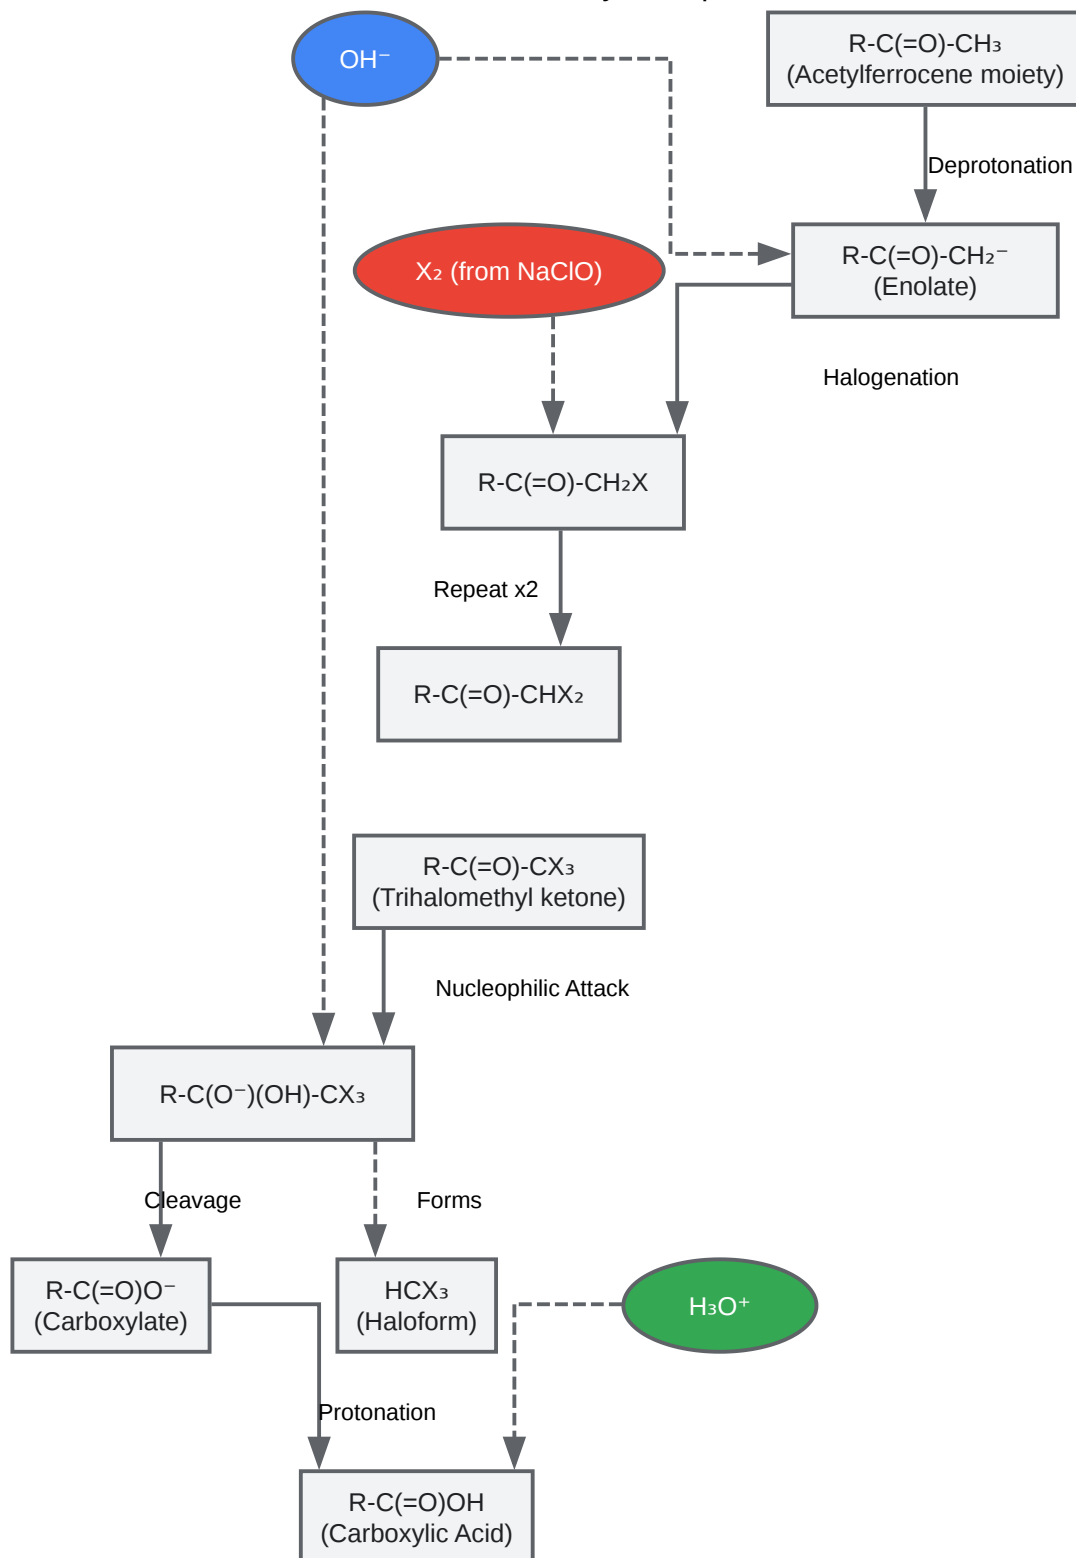 OH⁻
R-C(=O)-CH₃
(Acetylferrocene moiety)
Deprotonation
X₂ (from NaClO)
R-C(=O)-CH₂⁻
(Enolate)
Halogenation
R-C(=O)-CH₂X
Repeat x2
R-C(=O)-CHX₂
R-C(=O)-CX₃
(Trihalomethyl ketone)
Nucleophilic Attack
R-C(O⁻)(OH)-CX₃
Cleavage
Forms
R-C(=O)O⁻
(Carboxylate)
HCX₃
(Haloform)
H₃O⁺
Protonation
R-C(=O)OH
(Carboxylic Acid)